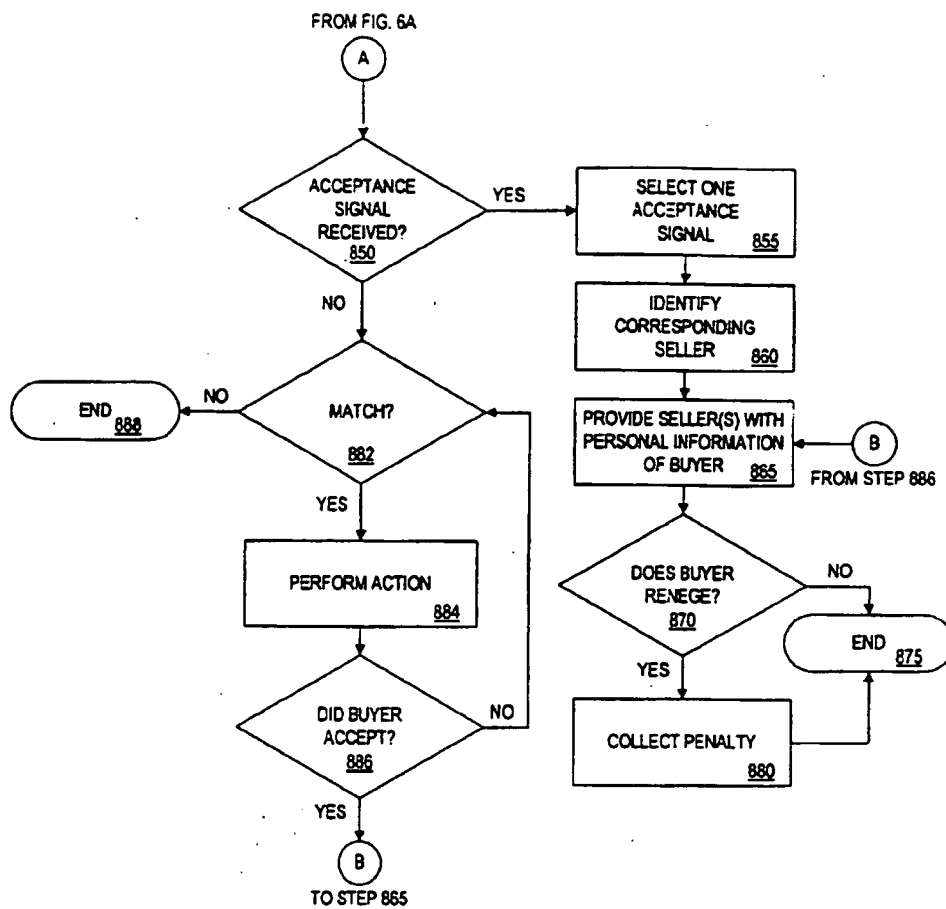 FROM FIG. 6A
A
ACCEPTANCE
SIGNAL
RECEIVED?
850
YES
NO
SELECT ONE
ACCEPTANCE
SIGNAL
855
IDENTIFY
CORRESPONDING
SELLER
860
PROVIDE SELLER(S) WITH
PERSONAL INFORMATION
OF BUYER
865
B
FROM STEP 886
MATCH?
882
NO
END
888
YES
PERFORM ACTION
884
DID BUYER
ACCEPT?
886
NO
YES
B
TO STEP 865
DOES BUYER
RENEGE?
870
NO
END
875
YES
COLLECT PENALTY
880